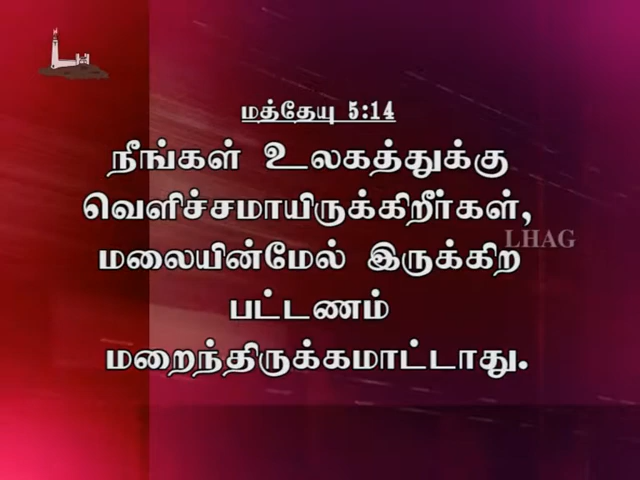 மத்தேயு 5:14
நீங்கள் உலகத்துக்கு
வெளிச்சமாயிருக்கிறீர்கள்,
LHAG
மலையின்மேல் இருக்கிற
பட்டணம்
மறைந்திருக்கமாட்டாது.